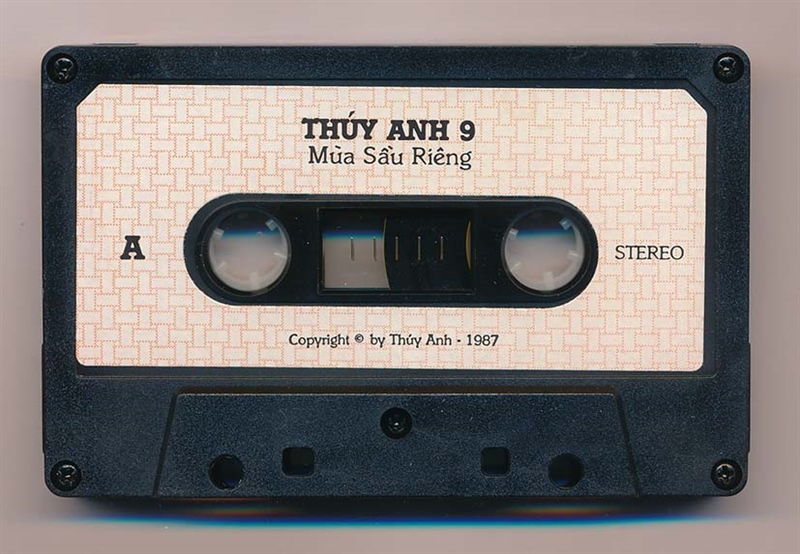 THÚY ANH 9
Mùa Sầu Riêng
A
STEREO
Copyright © by Thúy Anh - 1987